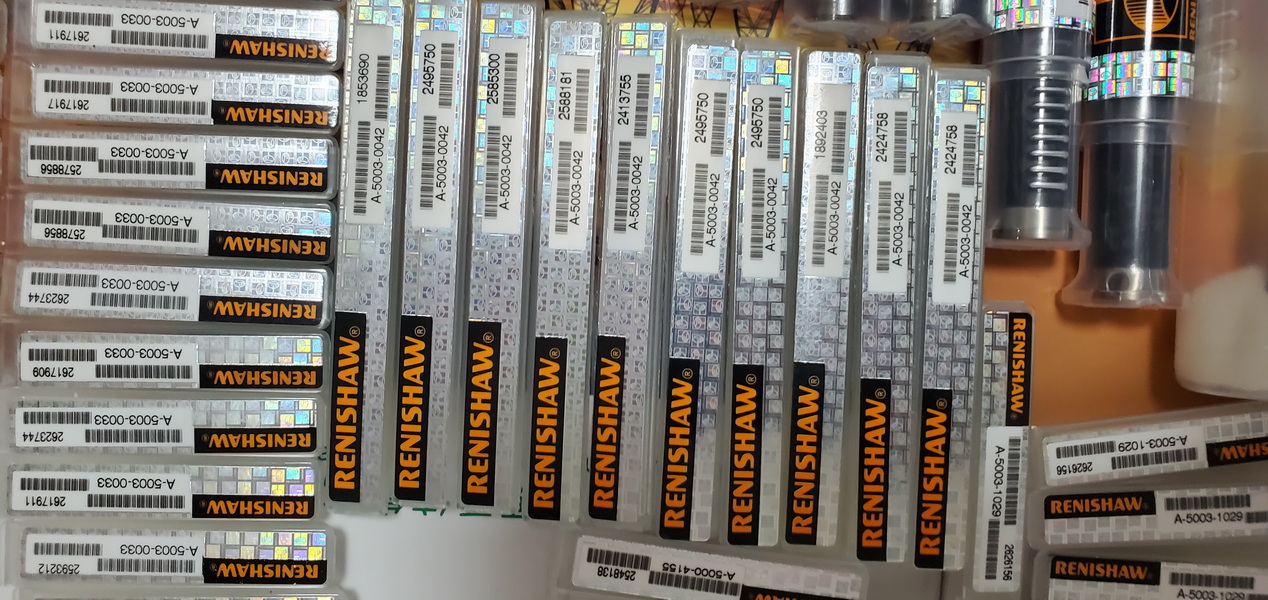 A-5003-0033
2617911
RENISHAW
A-5003-0033
2617917
RENISHAW
A-5003-0033
2578856
RENISHAW
A-5003-0033
2578856
RENISHAW
A-5003-0033
2623744
RENISHAW
A-5003-0033
2617909
RENISHAW
A-5003-0033
2623744
RENISHAW
A-5003-0033
2617911
RENISHAW
A-5003-0033
2593212
RENISHAW
1853690
A-5003-0042
RENISHAW®
2495750
A-5003-0042
RENISHAW®
2585300
A-5003-0042
RENISHAW®
2588181
A-5003-0042
RENISHAW®
2413755
A-5003-0042
RENISHAW®
2495750
A-5003-0042
RENISHAW®
2495750
A-5003-0042
RENISHAW®
1892403
A-5003-0042
RENISHAW®
2424758
A-5003-0042
RENISHAW®
2424758
A-5003-0042
RENISHAW®
RENISHAW®
A-5003-1029
2626156
A-5003-1029
2626156
RENISHAW
A-5003-1029
RENISHAW
A-5003-1029
A-5000-4155
2548138